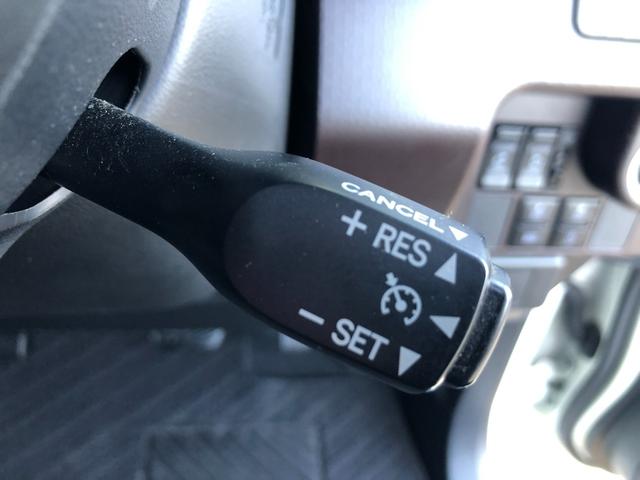 CANCEL▼
+ RES ▲
◀
− SET ▼